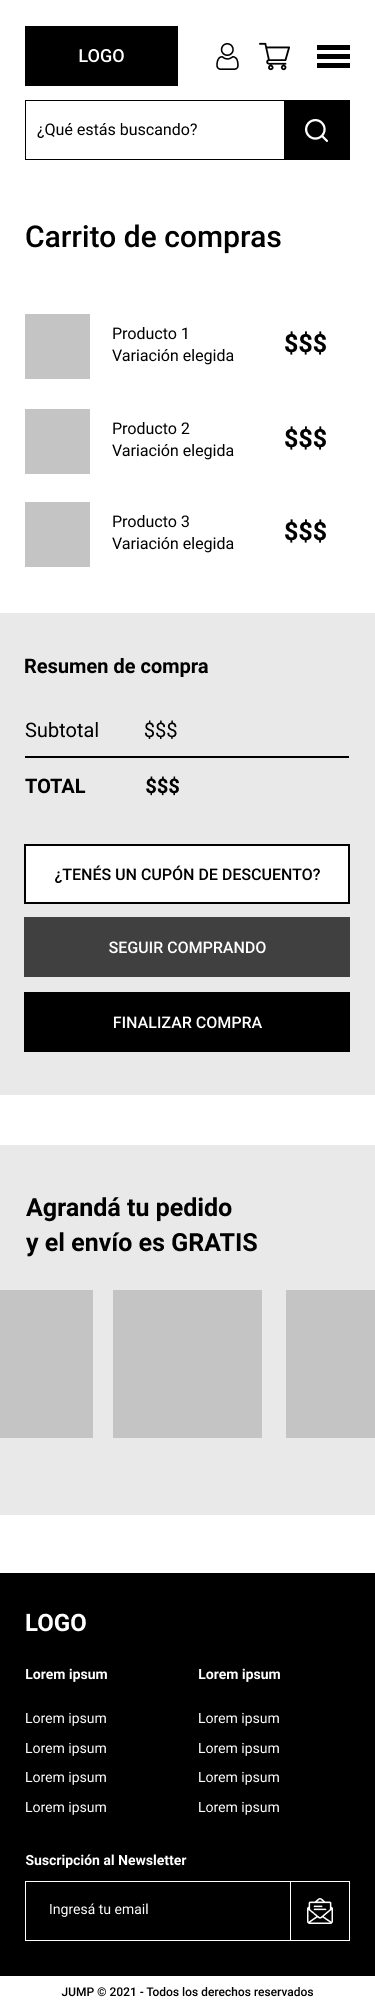 LOGO
¿Qué estás buscando?
Carrito de compras
Producto 1
Variación elegida
$$$
Producto 2
Variación elegida
$$$
Producto 3
Variación elegida
$$$
Resumen de compra
Subtotal $$$
TOTAL $$$
¿TENÉS UN CUPÓN DE DESCUENTO?
SEGUIR COMPRANDO
FINALIZAR COMPRA
Agrandá tu pedido
y el envío es GRATIS
LOGO
Lorem ipsum Lorem ipsum
Lorem ipsum Lorem ipsum
Lorem ipsum Lorem ipsum
Lorem ipsum Lorem ipsum
Lorem ipsum Lorem ipsum
Suscripción al Newsletter
Ingresá tu email
JUMP © 2021 - Todos los derechos reservados